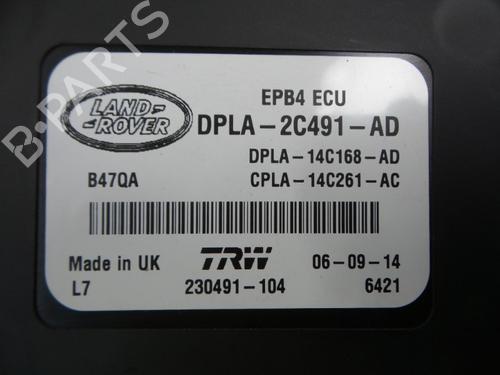 B-PARTS
LAND-
-ROVER
EPB4 ECU
DPLA-2C491-AD
DPLA-14C168-AD
B47QA CPLA-14C261-AC
Made in UK TRW 06-09-14
L7 230491-104 6421